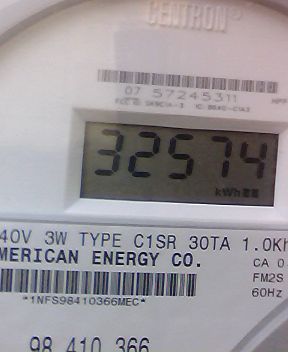 CENTRON®
07 57245311
32574
kWh
40V 3W TYPE C1SR 30TA 1.0Kh
MERICAN ENERGY CO.
CA 0
FM2S
60Hz
*1NFS98410366MEC*
98 410 366